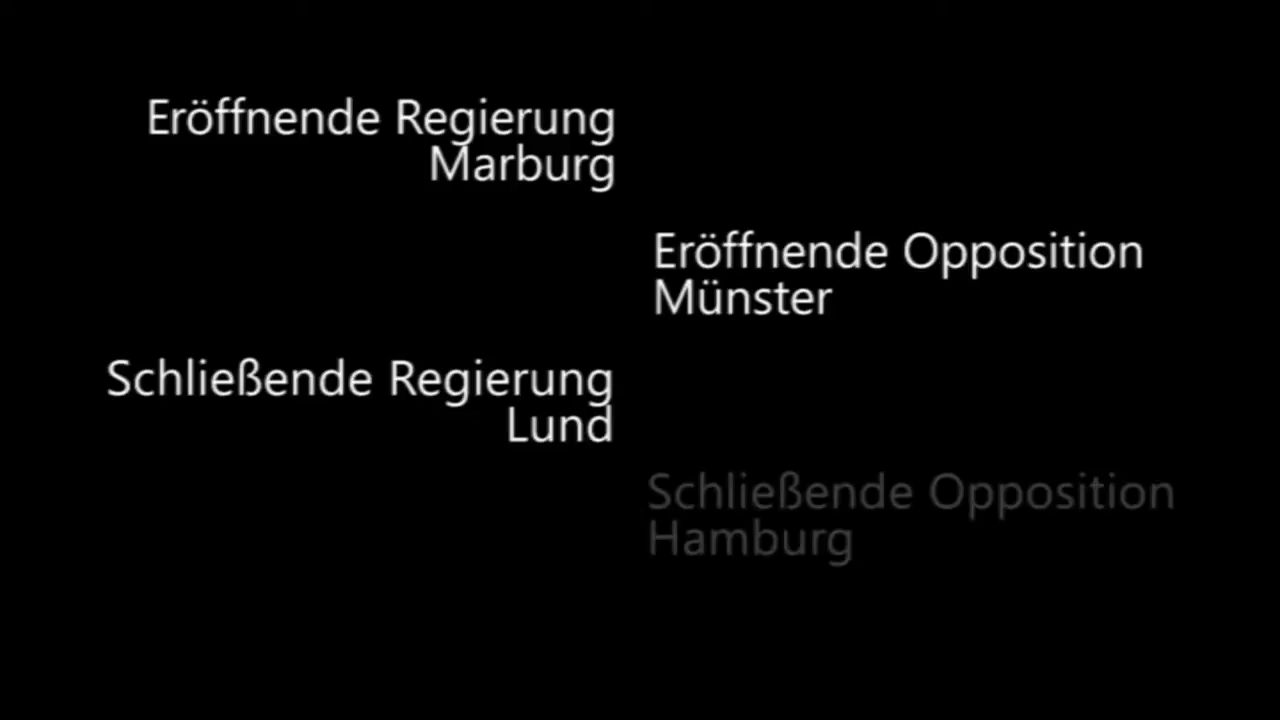 Eröffnende Regierung
Marburg
Eröffnende Opposition
Münster
Schließende Regierung
Lund
Schließende Opposition
Hamburg